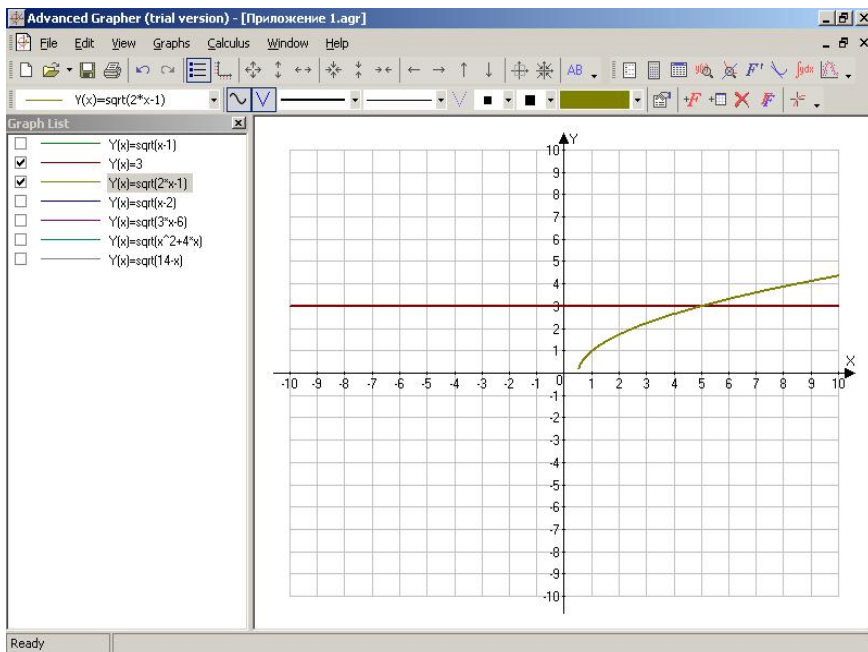 Advanced Grapher (trial version) - [Приложение 1.agr]
File Edit View Graphs Calculus Window Help
AB
y(x) F' ∫ydx
Y(x)=sqrt(2*x-1)
+F F
Graph List
Y(x)=sqrt(x-1)
Y(x)=3
Y(x)=sqrt(2*x-1)
Y(x)=sqrt(x-2)
Y(x)=sqrt(3*x-6)
Y(x)=sqrt(x^2+4*x)
Y(x)=sqrt(14-x)
Y
10
9
8
7
6
5
4
3
2
1
X
-10 -9 -8 -7 -6 -5 -4 -3 -2 -1 0 1 2 3 4 5 6 7 8 9 10
-1
-2
-3
-4
-5
-6
-7
-8
-9
-10
Ready